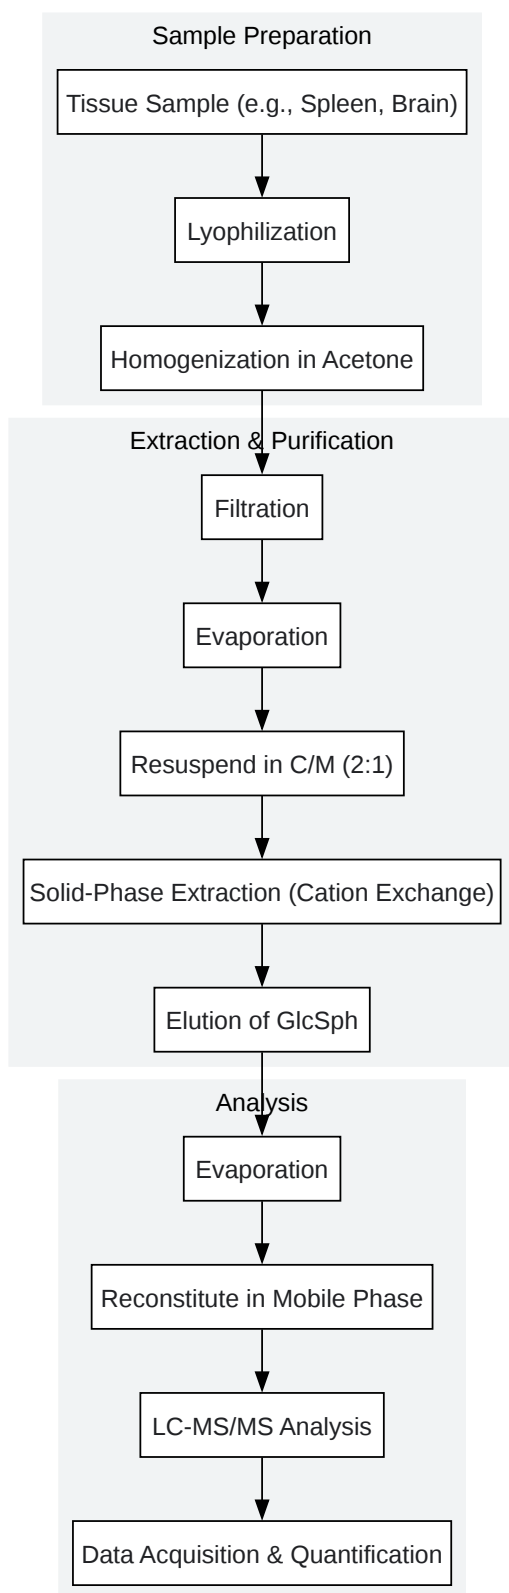 Sample Preparation
Tissue Sample (e.g., Spleen, Brain)
Lyophilization
Homogenization in Acetone
Extraction & Purification
Filtration
Evaporation
Resuspend in C/M (2:1)
Solid-Phase Extraction (Cation Exchange)
Elution of GlcSph
Analysis
Evaporation
Reconstitute in Mobile Phase
LC-MS/MS Analysis
Data Acquisition & Quantification